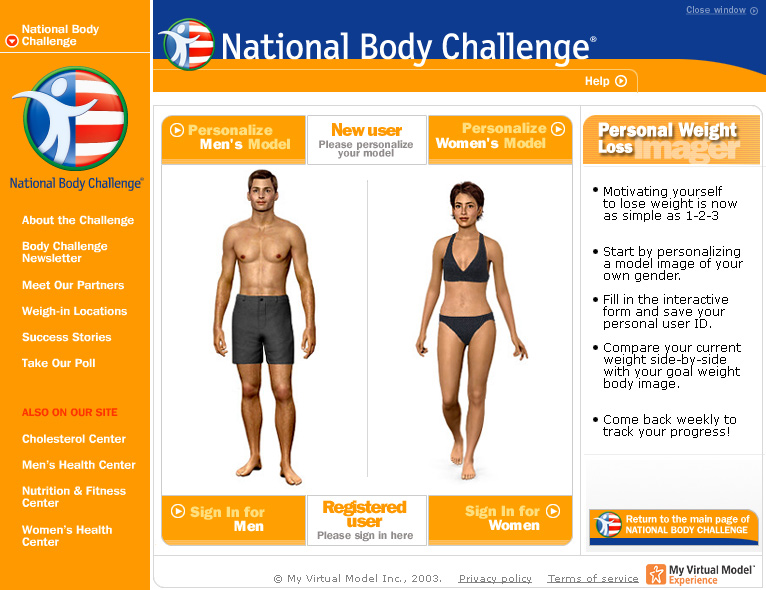 National Body
Challenge
National Body Challenge®
About the Challenge
Body Challenge
Newsletter
Meet Our Partners
Weigh-in Locations
Success Stories
Take Our Poll
ALSO ON OUR SITE
Cholesterol Center
Men's Health Center
Nutrition & Fitness
Center
Women's Health
Center
Close window
National Body Challenge®
Help
Personalize
Men's Model
New user
Please personalize
your model
Personalize
Women's Model
Sign In for
Men
Registered
user
Please sign in here
Sign In for
Women
Personal Weight
Loss Imager
• Motivating yourself
to lose weight is now
as simple as 1-2-3
• Start by personalizing
a model image of your
own gender.
• Fill in the interactive
form and save your
personal user ID.
• Compare your current
weight side-by-side
with your goal weight
body image.
• Come back weekly to
track your progress!
Return to the main page of
NATIONAL BODY CHALLENGE
© My Virtual Model Inc., 2003. Privacy policy Terms of service
My Virtual Model™
Experience